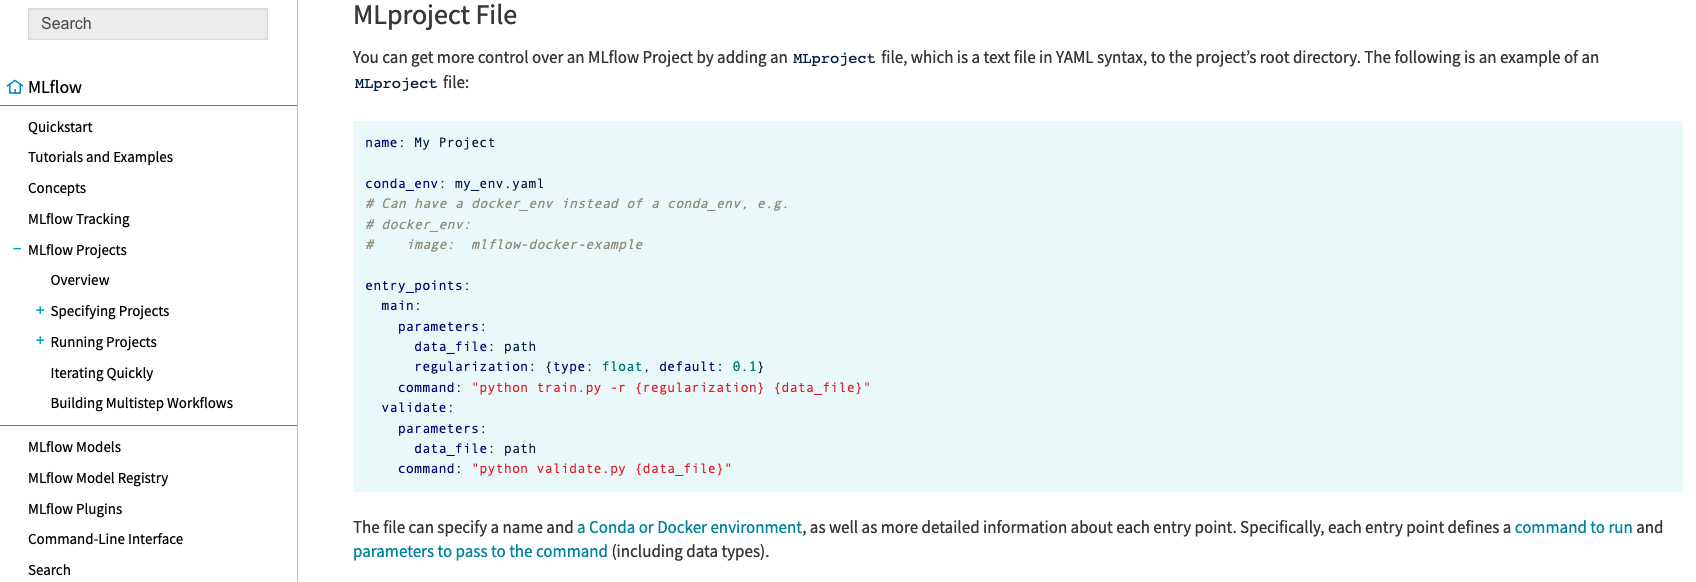 Search
MLflow
Quickstart
Tutorials and Examples
Concepts
MLflow Tracking
− MLflow Projects
Overview
+ Specifying Projects
+ Running Projects
Iterating Quickly
Building Multistep Workflows
MLflow Models
MLflow Model Registry
MLflow Plugins
Command-Line Interface
Search
MLproject File
You can get more control over an MLflow Project by adding an MLproject file, which is a text file in YAML syntax, to the project’s root directory. The following is an example of an
MLproject file:
name: My Project
conda_env: my_env.yaml
# Can have a docker_env instead of a conda_env, e.g.
# docker_env:
#    image:  mlflow-docker-example
entry_points:
  main:
    parameters:
      data_file: path
      regularization: {type: float, default: 0.1}
    command: "python train.py -r {regularization} {data_file}"
  validate:
    parameters:
      data_file: path
    command: "python validate.py {data_file}"
The file can specify a name and a Conda or Docker environment, as well as more detailed information about each entry point. Specifically, each entry point defines a command to run and
parameters to pass to the command (including data types).